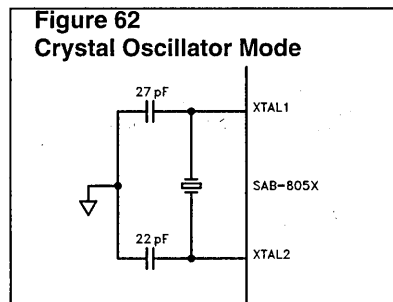 Figure 62
Crystal Oscillator Mode
27 pF
XTAL1
SAB-805X
22 pF
XTAL2